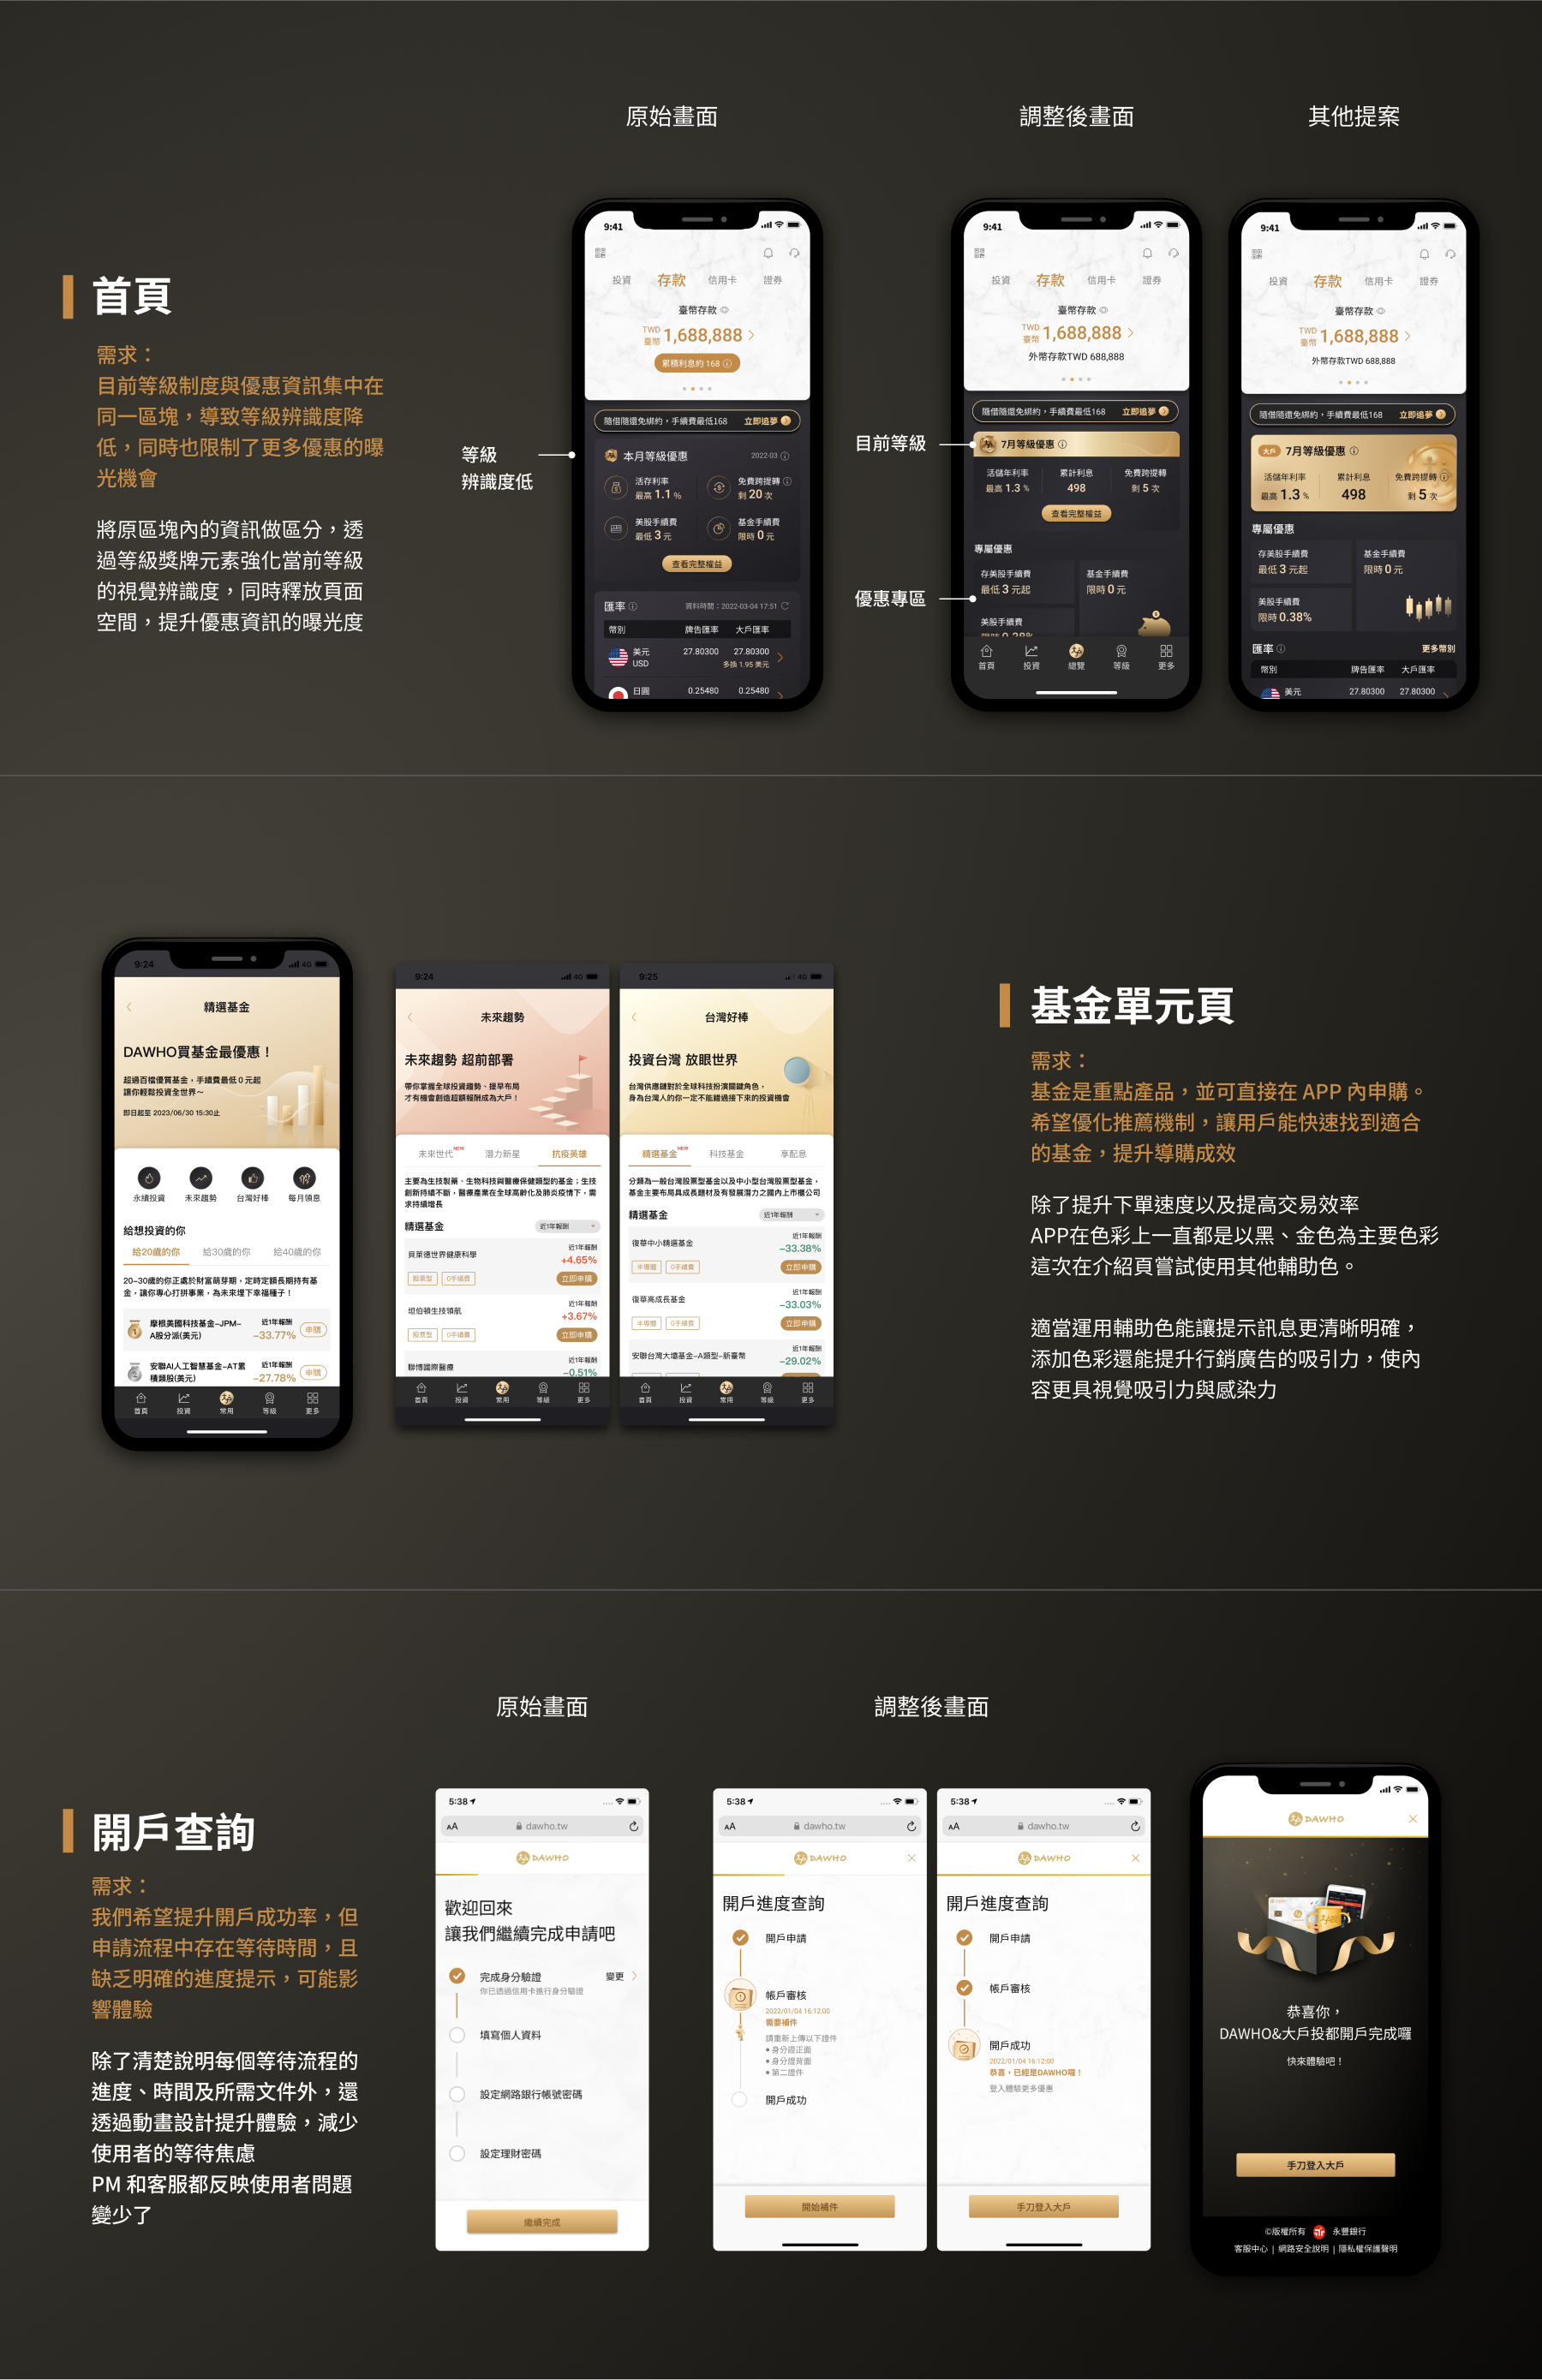 原始畫面
調整後畫面
其他提案
首頁
需求：
目前等級制度與優惠資訊集中在
同一區塊，導致等級辨識度降
低，同時也限制了更多優惠的曝
光機會
將原區塊內的資訊做區分，透
過等級獎牌元素強化當前等級
的視覺辨識度，同時釋放頁面
空間，提升優惠資訊的曝光度
等級
辨識度低
9:41
投資 存款 信用卡 證券
臺幣存款
TWD
臺幣 1,688,888
累積利息約 168
隨借隨還免綁約，手續費最低168 立即追夢
本月等級優惠 2022-03
活存利率 免費跨提轉
最高 1.1 % 剩 20 次
美股手續費 基金手續費
最低 3 元 限時 0 元
查看完整權益
匯率 資料時間：2022-03-04 17:51
幣別 牌告匯率 大戶匯率
美元 27.80300 27.80300
USD 多換 1.95 美元
日圓 0.25480 0.25480
目前等級
優惠專區
9:41
投資 存款 信用卡 證券
臺幣存款
TWD
臺幣 1,688,888
外幣存款TWD 688,888
隨借隨還免綁約，手續費最低168 立即追夢
7月等級優惠
活儲年利率 累計利息 免費跨提轉
最高 1.3 % 498 剩 5 次
查看完整權益
專屬優惠
存美股手續費 基金手續費
最低 3 元起 限時 0 元
美股手續費
首頁 投資 總覽 等級 更多
9:41
投資 存款 信用卡 證券
臺幣存款
TWD
臺幣 1,688,888
外幣存款TWD 688,888
隨借隨還免綁約，手續費最低168 立即追夢
大戶 7月等級優惠
活儲年利率 累計利息 免費跨提轉
最高 1.3 % 498 剩 5 次
專屬優惠
存美股手續費 基金手續費
最低 3 元起 限時 0 元
美股手續費
限時 0.38%
匯率 更多幣別
幣別 牌告匯率 大戶匯率
美元 27.80300 27.80300
9:24 4G
精選基金
DAWHO買基金最優惠！
超過百檔優質基金，手續費最低 0 元起
讓你輕鬆投資全世界～
即日起至 2023/06/30 15:30止
永續投資 未來趨勢 台灣好棒 每月領息
給想投資的你
給20歲的你 給30歲的你 給40歲的你
20-30歲的你正處於財富萌芽期，定時定額長期持有基
金，讓你專心打拼事業，為未來埋下幸福種子！
摩根美國科技基金-JPM- 近1年報酬
A股分派(美元) -33.77% 申購
安聯AI人工智慧基金-AT累 近1年報酬
積類股(美元) -27.78% 申購
首頁 投資 常用 等級 更多
9:24 4G
未來趨勢
未來趨勢 超前部署
帶你掌握全球投資趨勢、提早布局
才有機會創造超額報酬成為大戶！
未來世代 NEW 潛力新星 抗疫英雄
主要為生技製藥、生物科技與醫療保健類型的基金；生技
創新持續不斷，醫療產業在全球高齡化及肺炎疫情下，需
求持續增長
精選基金 近1年報酬
貝萊德世界健康科學 近1年報酬
+4.65%
股票型 0手續費 立即申購
坦伯頓生技領航 近1年報酬
+3.67%
股票型 0手續費 立即申購
聯博國際醫療 近1年報酬
-0.51%
首頁 投資 常用 等級 更多
9:25 4G
台灣好棒
投資台灣 放眼世界
台灣供應鏈對於全球科技扮演關鍵角色，
身為台灣人的你一定不能錯過接下來的投資機會
精選基金 NEW 科技基金 享配息
分類為一般台灣股票型基金以及中小型台灣股票型基金，
基金主要布局具成長題材及有發展潛力之國內上市櫃公司
精選基金 近1年報酬
復華中小精選基金 近1年報酬
-33.38%
半導體 0手續費 立即申購
復華高成長基金 近1年報酬
-33.03%
半導體 0手續費 立即申購
安聯台灣大壩基金-A類型-新臺幣 近1年報酬
-29.02%
首頁 投資 常用 等級 更多
基金單元頁
需求：
基金是重點產品，並可直接在 APP 內申購。
希望優化推薦機制，讓用戶能快速找到適合
的基金，提升導購成效
除了提升下單速度以及提高交易效率
APP在色彩上一直都是以黑、金色為主要色彩
這次在介紹頁嘗試使用其他輔助色。
適當運用輔助色能讓提示訊息更清晰明確，
添加色彩還能提升行銷廣告的吸引力，使內
容更具視覺吸引力與感染力
原始畫面
調整後畫面
開戶查詢
需求：
我們希望提升開戶成功率，但
申請流程中存在等待時間，且
缺乏明確的進度提示，可能影
響體驗
除了清楚說明每個等待流程的
進度、時間及所需文件外，還
透過動畫設計提升體驗，減少
使用者的等待焦慮
PM 和客服都反映使用者問題
變少了
5:38
AA dawho.tw
DAWHO
歡迎回來
讓我們繼續完成申請吧
完成身分驗證 變更
你已透過信用卡進行身分驗證
填寫個人資料
設定網路銀行帳號密碼
設定理財密碼
繼續完成
5:38
AA dawho.tw
DAWHO
開戶進度查詢
開戶申請
帳戶審核
2022/01/04 16:12:00
需要補件
請重新上傳以下證件
• 身分證正面
• 身分證背面
• 第二證件
開戶成功
開始補件
5:38
AA dawho.tw
DAWHO
開戶進度查詢
開戶申請
帳戶審核
開戶成功
2022/01/04 16:12:00
恭喜，已經是DAWHO囉！
登入體驗更多優惠
手刀登入大戶
DAWHO
恭喜你，
DAWHO&大戶投都開戶完成囉
快來體驗吧！
手刀登入大戶
©版權所有 永豐銀行
客服中心 | 網路安全說明 | 隱私權保護聲明